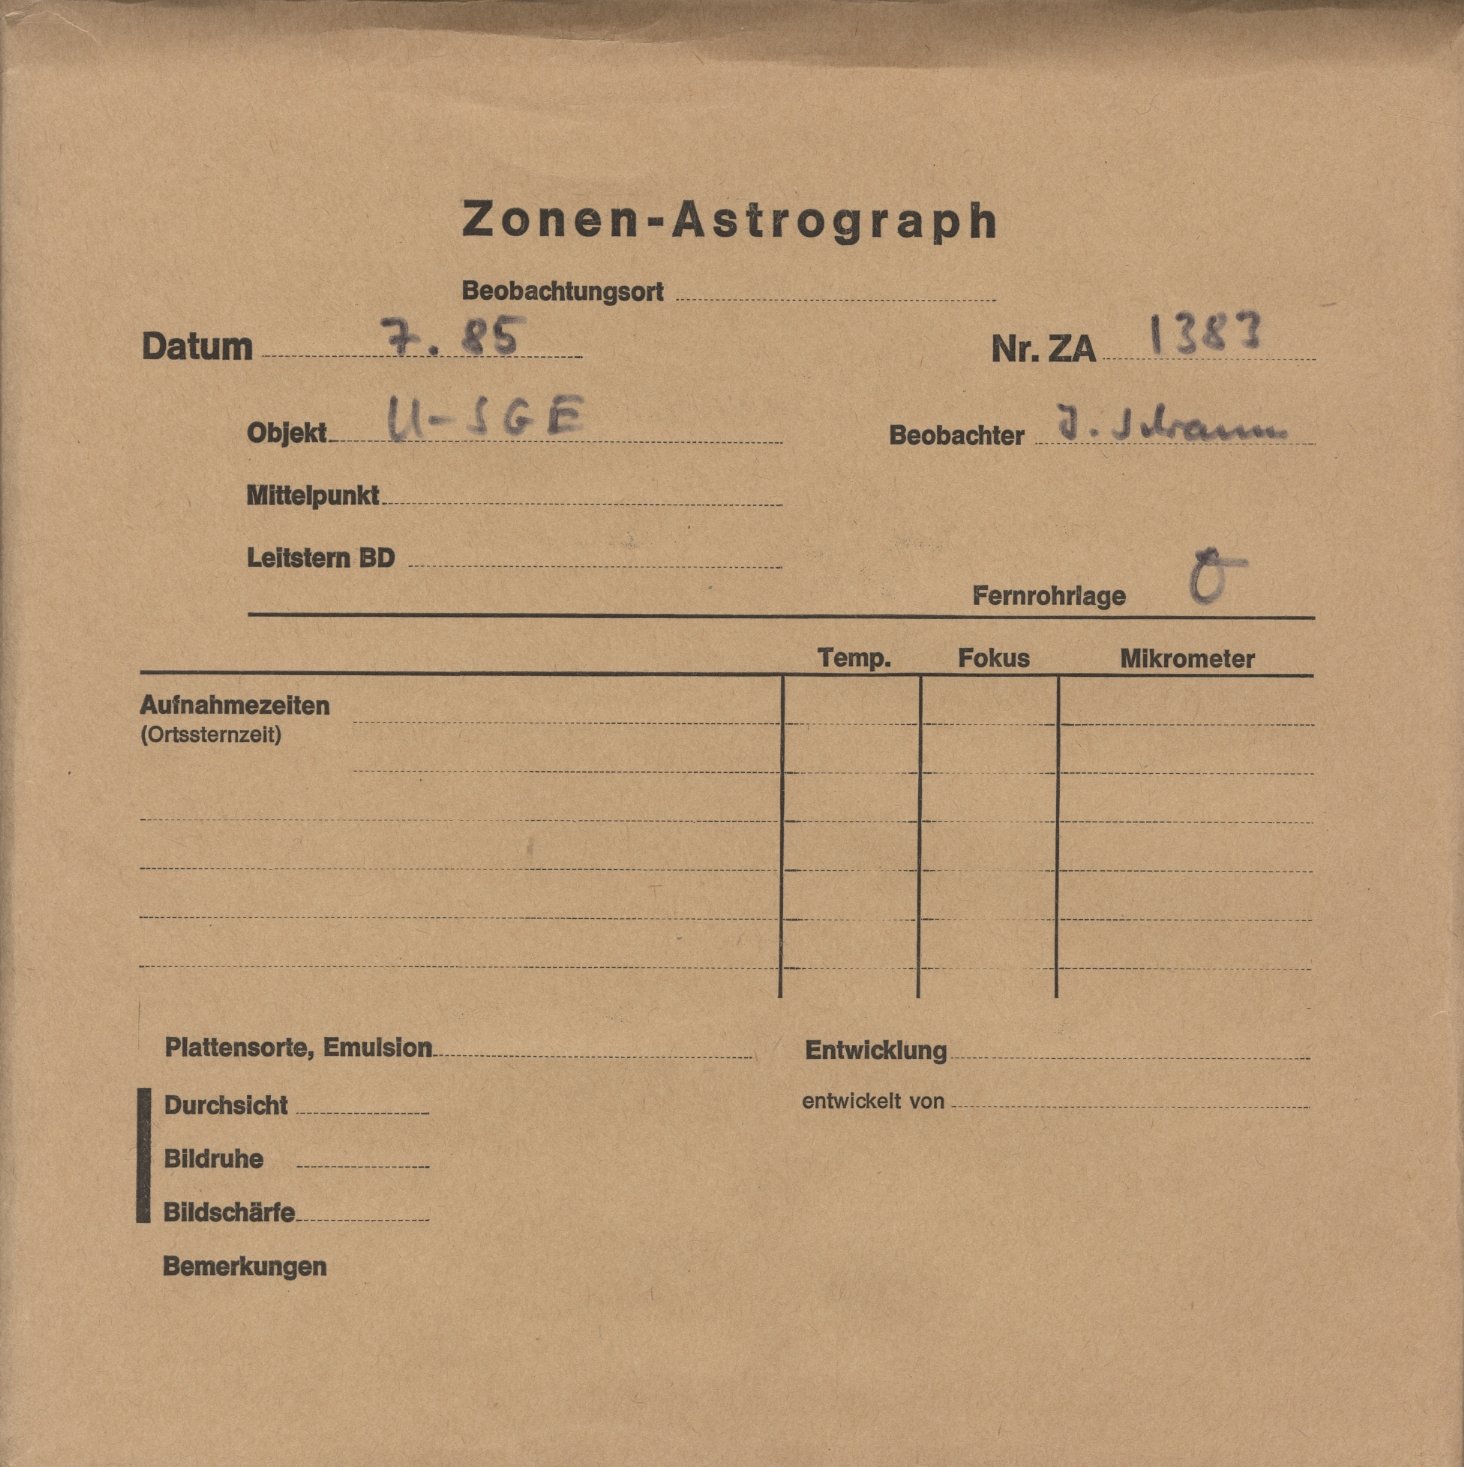 Zonen-Astrograph
Beobachtungsort
Datum 7. 85 Nr. ZA 1383
Objekt U-SGE Beobachter J. Schramm
Mittelpunkt
Leitstern BD
Fernrohrlage
Temp. Fokus Mikrometer
Aufnahmezeiten
(Ortssternzeit)
Plattensorte, Emulsion Entwicklung
Durchsicht entwickelt von
Bildruhe
Bildschärfe
Bemerkungen